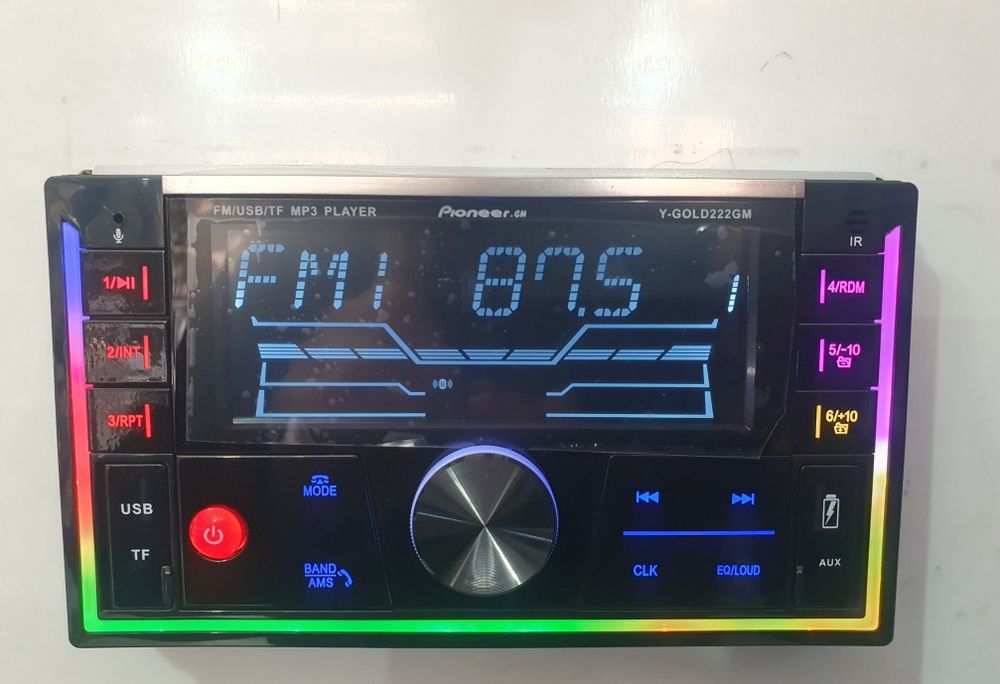 FM/USB/TF MP3 PLAYER
Pioneer.GM
Y-GOLD222GM
IR
FM1 87.5 1
1/
2/INT
3/RPT
4/RDM
5/-10
6/+10
USB
TF
MODE
BAND
AMS
CLK
EQ/LOUD
AUX